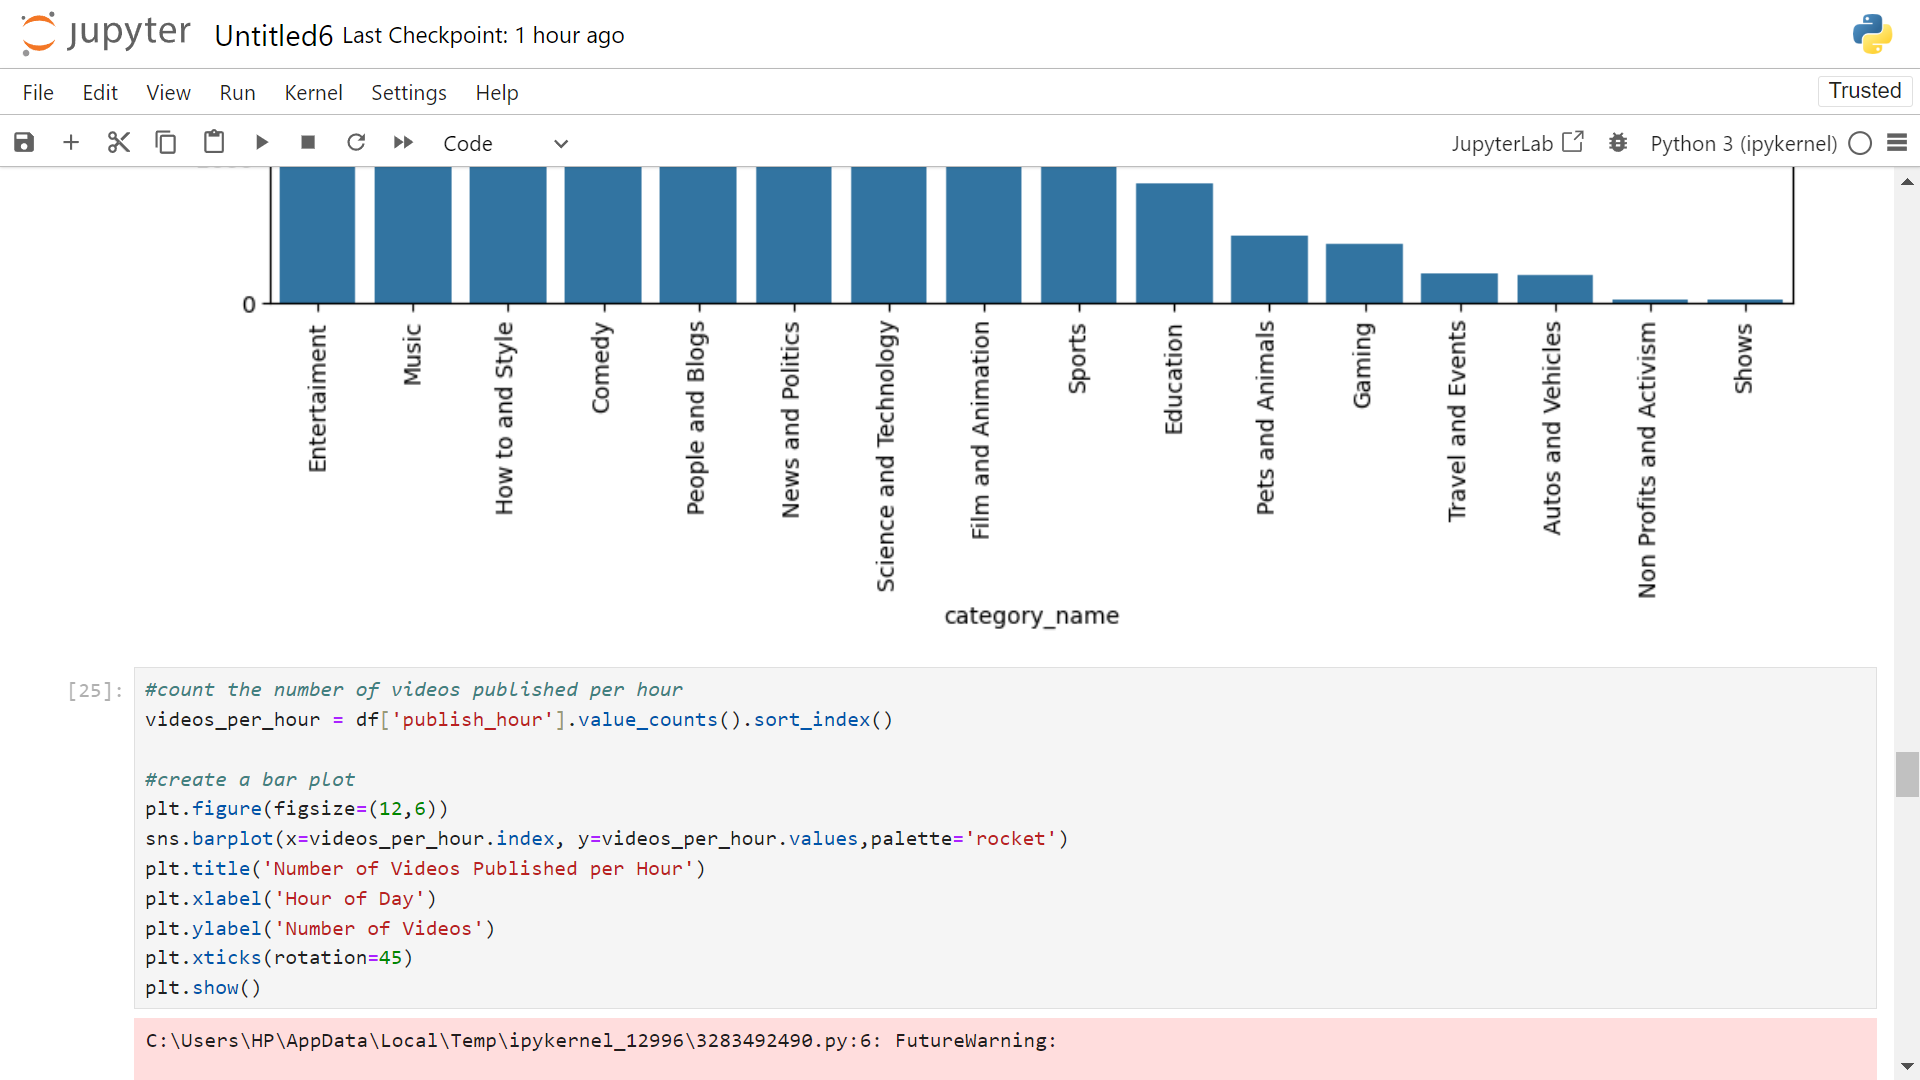 jupyter Untitled6 Last Checkpoint: 1 hour ago
File Edit View Run Kernel Settings Help Trusted
Code JupyterLab Python 3 (ipykernel)
0
Entertaiment
Music
How to and Style
Comedy
People and Blogs
News and Politics
Science and Technology
Film and Animation
Sports
Education
Pets and Animals
Gaming
Travel and Events
Autos and Vehicles
Non Profits and Activism
Shows
category_name
[25]: #count the number of videos published per hour
videos_per_hour = df['publish_hour'].value_counts().sort_index()
#create a bar plot
plt.figure(figsize=(12,6))
sns.barplot(x=videos_per_hour.index, y=videos_per_hour.values,palette='rocket')
plt.title('Number of Videos Published per Hour')
plt.xlabel('Hour of Day')
plt.ylabel('Number of Videos')
plt.xticks(rotation=45)
plt.show()
C:\Users\HP\AppData\Local\Temp\ipykernel_12996\3283492490.py:6: FutureWarning: